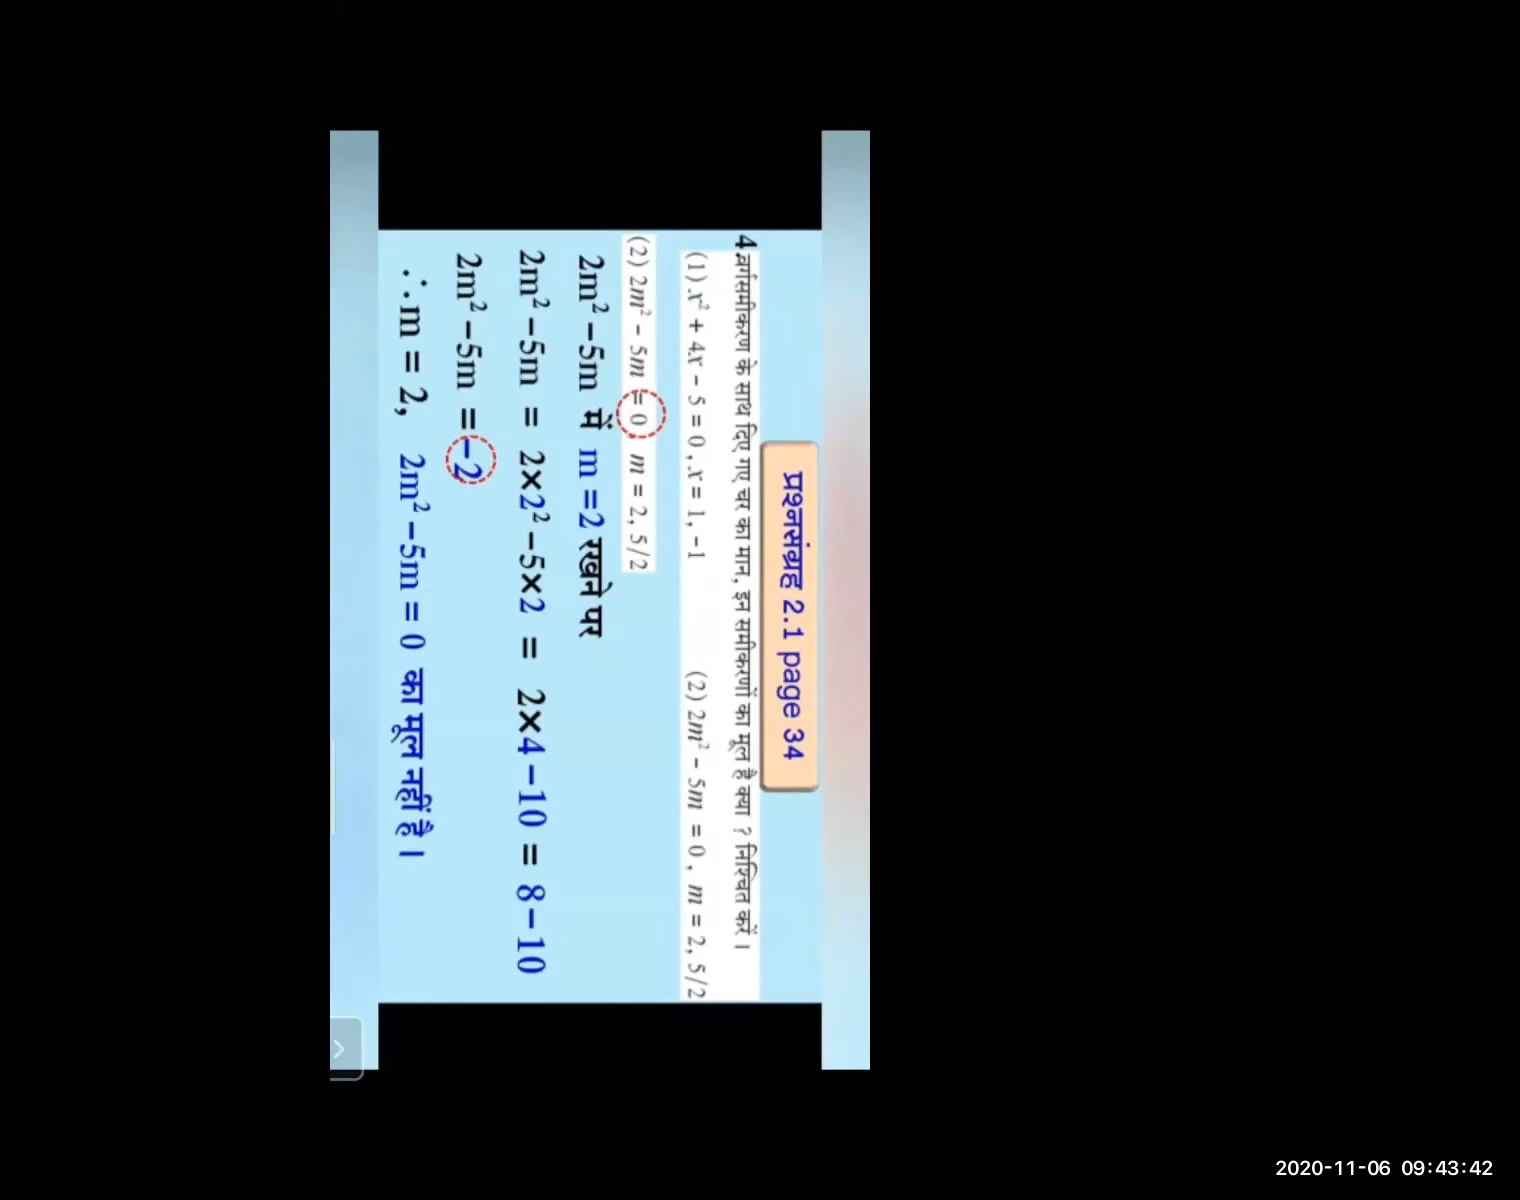 प्रश्नसंग्रह 2.1 page 34
4.वर्गसमीकरण के साथ दिए गए चर का मान, इन समीकरणों का मूल है क्या ? निश्चित करें ।
(1) x² + 4x − 5 = 0 , x = 1, −1 (2) 2m² − 5m = 0 , m = 2, 5/2
(2) 2m² − 5m = 0 m = 2, 5/2
2m² −5m में m =2 रखने पर
2m² −5m = 2×2² −5×2 = 2×4−10 = 8−10
2m² −5m = −2
∴m = 2, 2m² −5m = 0 का मूल नहीं है ।
2020-11-06 09:43:42